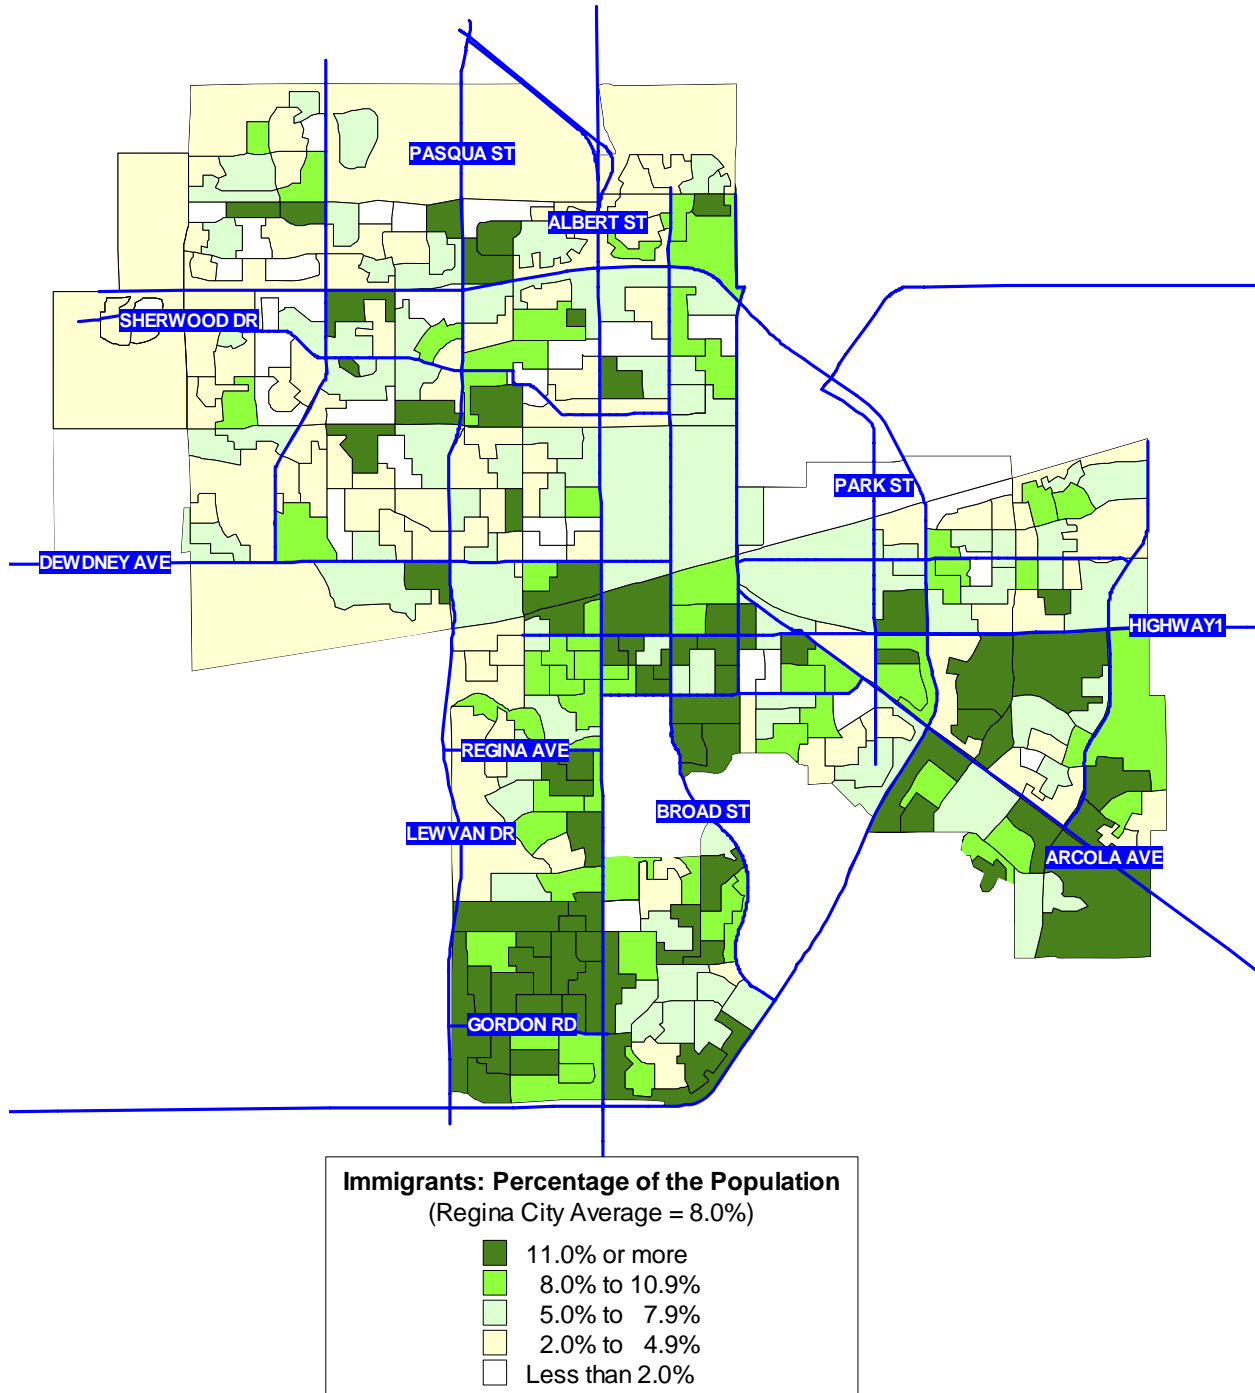 PASQUA ST
ALBERT ST
SHERWOOD DR
PARK ST
DEWDNEY AVE
HIGHWAY1
REGINA AVE
BROAD ST
LEWVAN DR
ARCOLA AVE
GORDON RD
Immigrants: Percentage of the Population
(Regina City Average = 8.0%)
11.0% or more
8.0% to 10.9%
5.0% to 7.9%
2.0% to 4.9%
Less than 2.0%